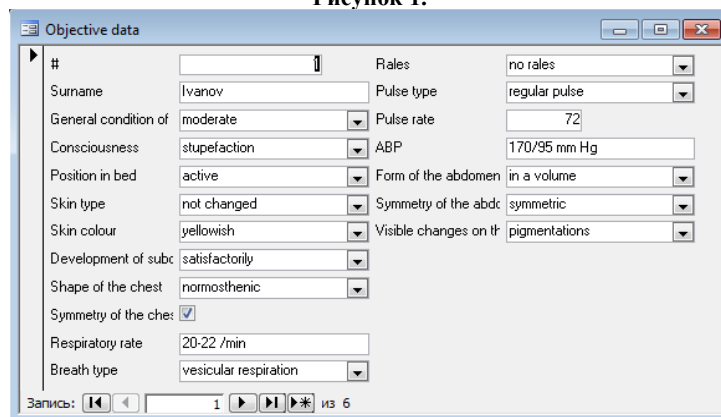 Рисунок 1.
Objective data
# 1
Surname Ivanov
General condition of moderate
Consciousness stupefaction
Position in bed active
Skin type not changed
Skin colour yellowish
Development of subc satisfactorily
Shape of the chest normosthenic
Symmetry of the ches
Respiratory rate 20-22 /min
Breath type vesicular respiration
Rales no rales
Pulse type regular pulse
Pulse rate 72
ABP 170/95 mm Hg
Form of the abdomen in a volume
Symmetry of the abdc symmetric
Visible changes on th pigmentations
Запись: 1 из 6